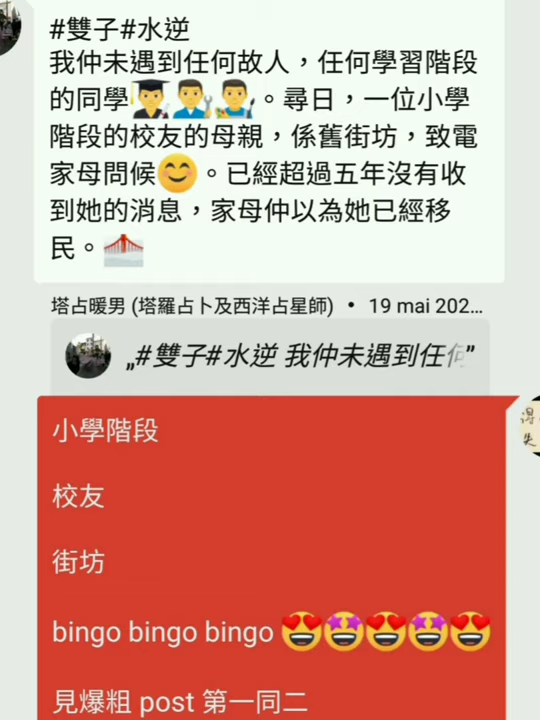 #雙子#水逆
我仲未遇到任何故人，任何學習階段
的同學👨‍🎓👨‍🔧👨‍🎨。尋日，一位小學
階段的校友的母親，係舊街坊，致電
家母問候😊。已經超過五年沒有收
到她的消息，家母仲以為她已經移
民。🌁
塔占暖男 (塔羅占卜及西洋占星師) • 19 mai 202…
„#雙子#水逆 我仲未遇到任何”
得
失
小學階段
校友
街坊
bingo bingo bingo 😍🤩😍🤩😍
見爆粗 post 第一同二